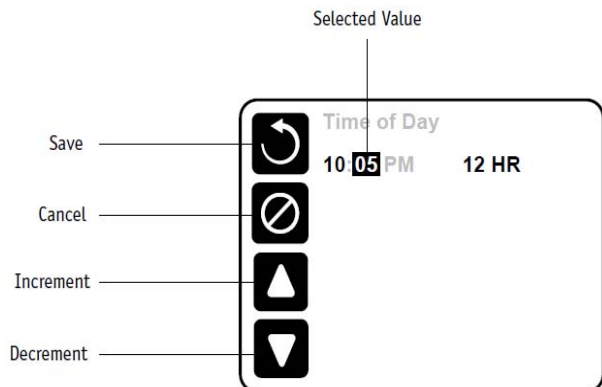 Selected Value
Save
Time of Day
10:05 PM 12 HR
Cancel
Increment
Decrement